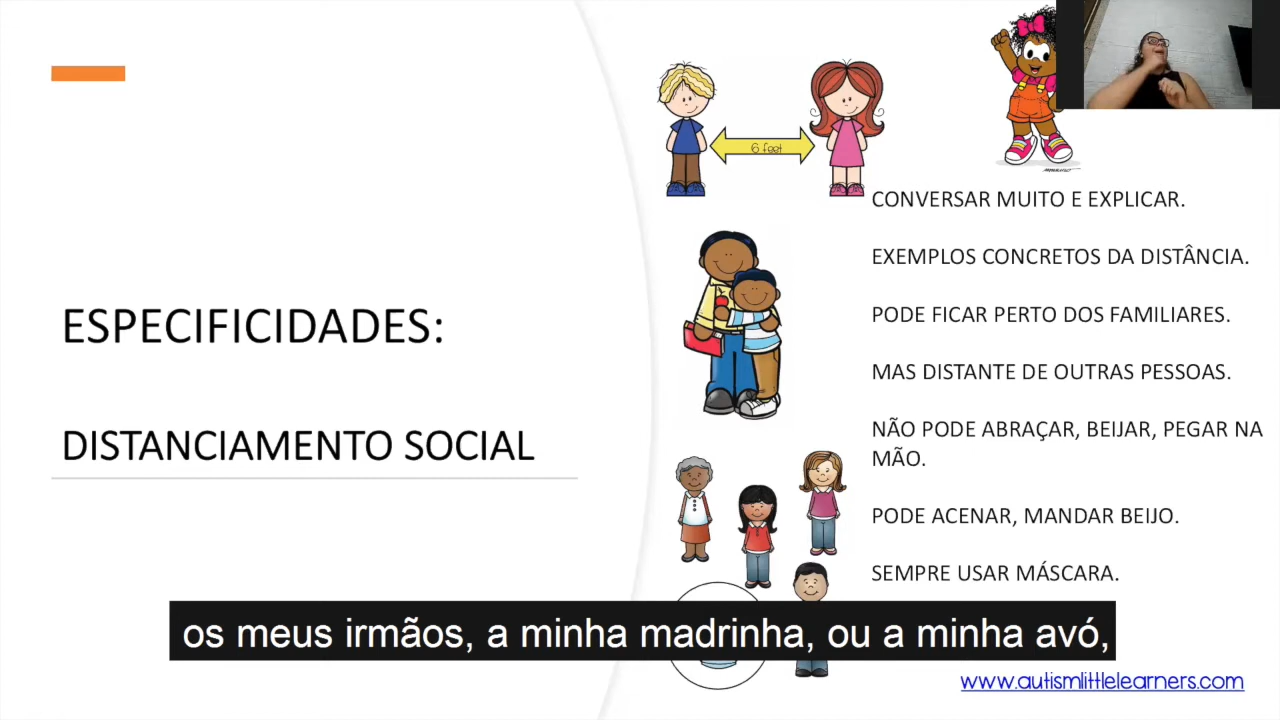 ESPECIFICIDADES:
DISTANCIAMENTO SOCIAL
6 feet
CONVERSAR MUITO E EXPLICAR.
EXEMPLOS CONCRETOS DA DISTÂNCIA.
PODE FICAR PERTO DOS FAMILIARES.
MAS DISTANTE DE OUTRAS PESSOAS.
NÃO PODE ABRAÇAR, BEIJAR, PEGAR NA
MÃO.
PODE ACENAR, MANDAR BEIJO.
SEMPRE USAR MÁSCARA.
os meus irmãos, a minha madrinha, ou a minha avó,
www.autismlittlelearners.com